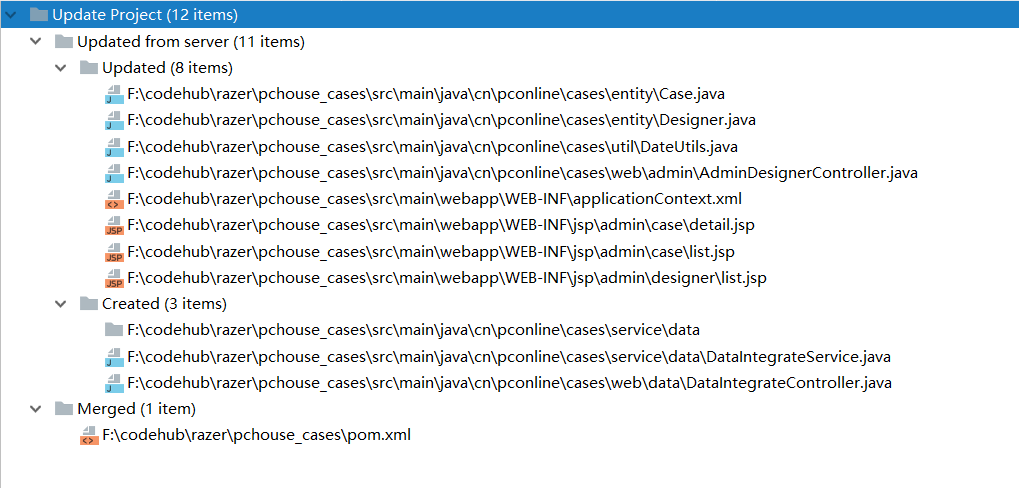 Update Project (12 items)
Updated from server (11 items)
Updated (8 items)
F:\codehub\razer\pchouse_cases\src\main\java\cn\pconline\cases\entity\Case.java
F:\codehub\razer\pchouse_cases\src\main\java\cn\pconline\cases\entity\Designer.java
F:\codehub\razer\pchouse_cases\src\main\java\cn\pconline\cases\util\DateUtils.java
F:\codehub\razer\pchouse_cases\src\main\java\cn\pconline\cases\web\admin\AdminDesignerController.java
F:\codehub\razer\pchouse_cases\src\main\webapp\WEB-INF\applicationContext.xml
F:\codehub\razer\pchouse_cases\src\main\webapp\WEB-INF\jsp\admin\case\detail.jsp
F:\codehub\razer\pchouse_cases\src\main\webapp\WEB-INF\jsp\admin\case\list.jsp
F:\codehub\razer\pchouse_cases\src\main\webapp\WEB-INF\jsp\admin\designer\list.jsp
Created (3 items)
F:\codehub\razer\pchouse_cases\src\main\java\cn\pconline\cases\service\data
F:\codehub\razer\pchouse_cases\src\main\java\cn\pconline\cases\service\data\DataIntegrateService.java
F:\codehub\razer\pchouse_cases\src\main\java\cn\pconline\cases\web\data\DataIntegrateController.java
Merged (1 item)
F:\codehub\razer\pchouse_cases\pom.xml